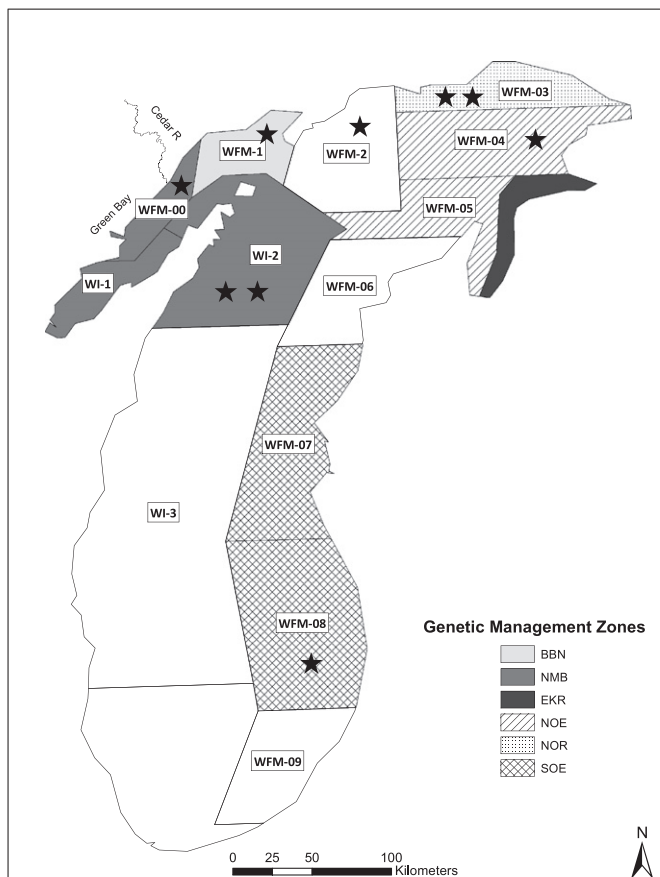 WFM-03
Cedar R
WFM-1
WFM-2
WFM-04
Green Bay
WFM-00
WFM-05
WI-2
WI-1
WFM-06
WFM-07
WI-3
WFM-08
Genetic Management Zones
BBN
NMB
EKR
NOE
NOR
SOE
WFM-09
N
0 25 50 100
Kilometers